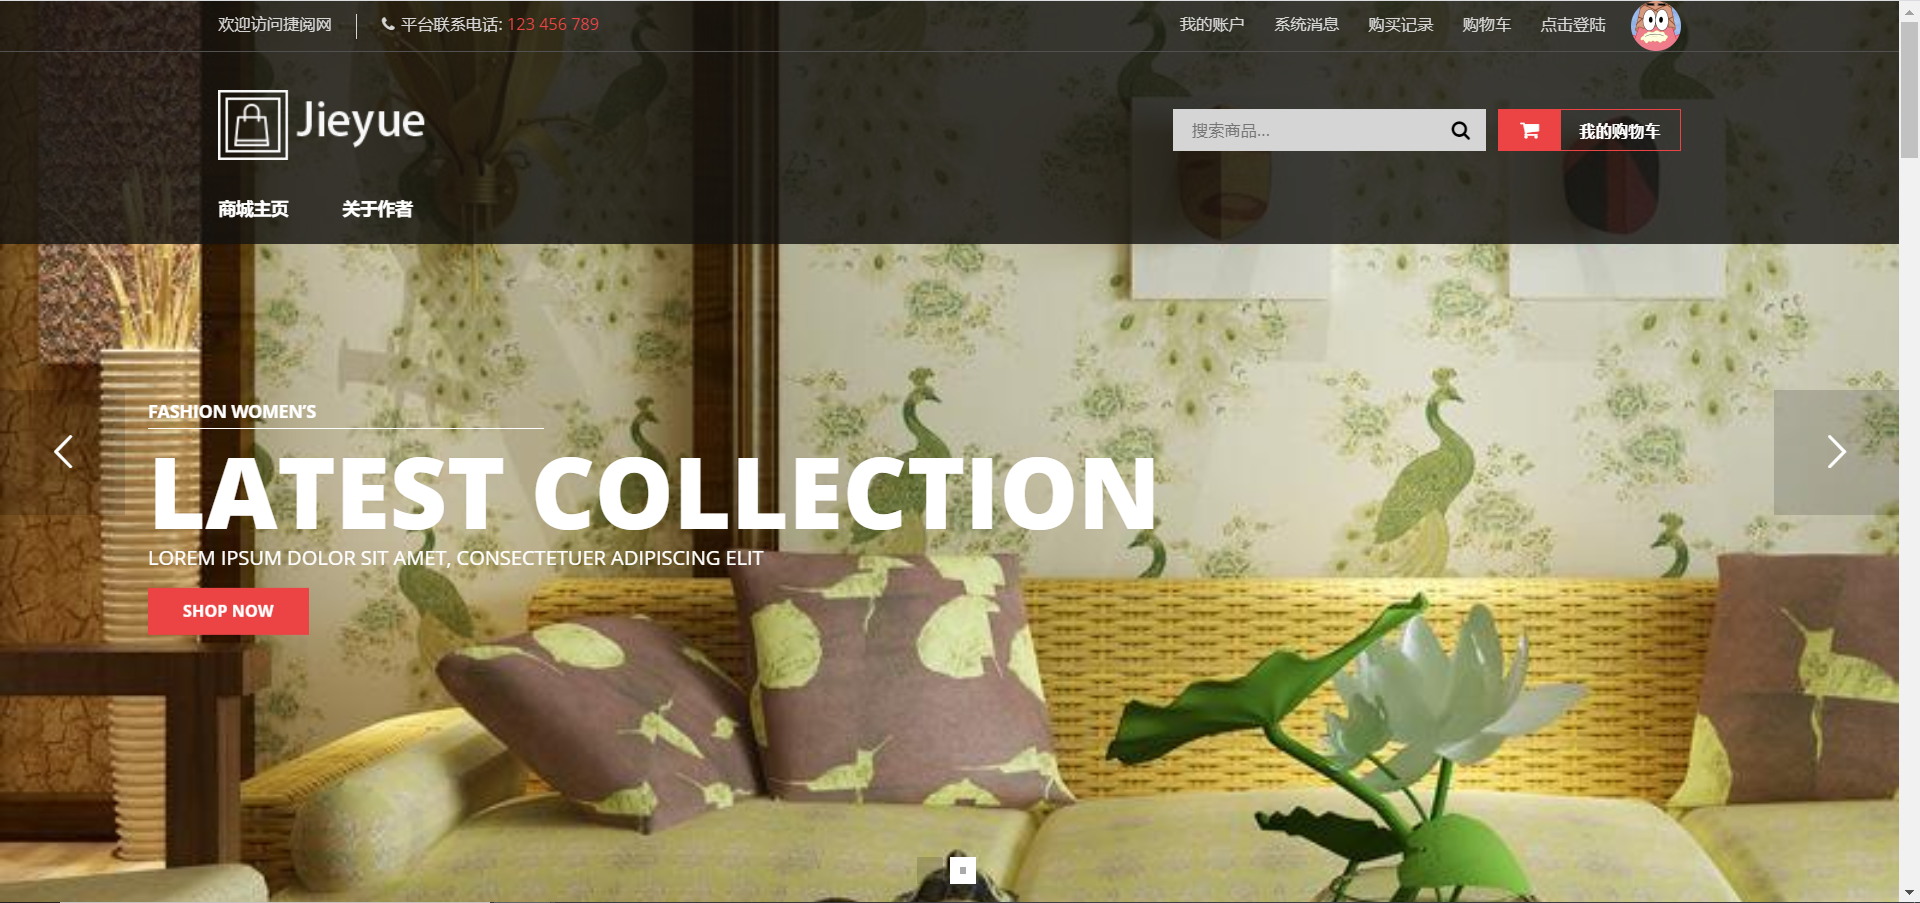 欢迎访问捷阅网
平台联系电话: 123 456 789
我的账户 系统消息 购买记录 购物车 点击登陆
Jieyue
搜索商品...
我的购物车
商城主页 关于作者
FASHION WOMEN'S
LATEST COLLECTION
LOREM IPSUM DOLOR SIT AMET, CONSECTETUER ADIPISCING ELIT
SHOP NOW